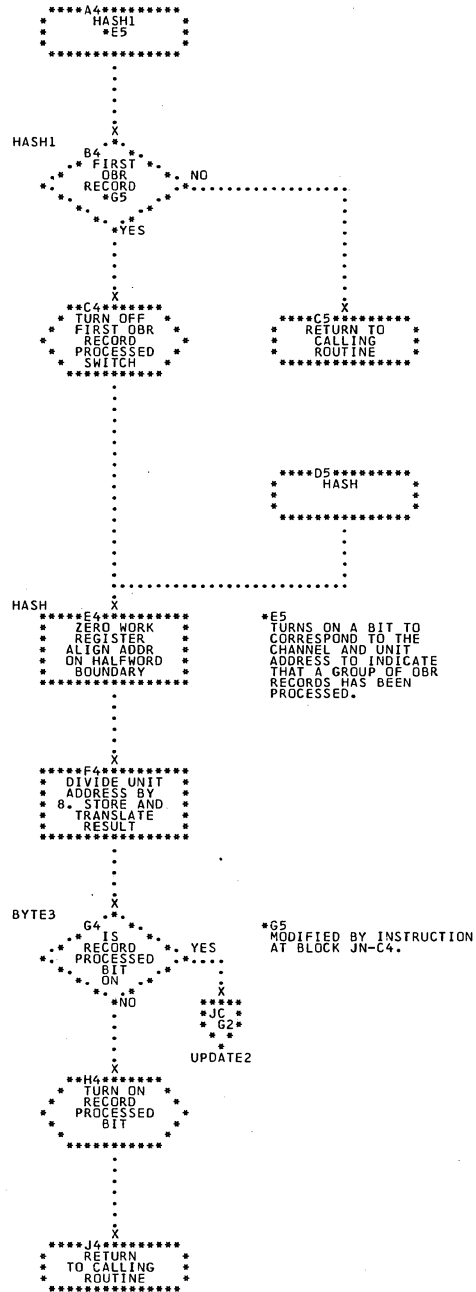 A4
HASH1
*E5
HASH1
B4
FIRST
OBR
RECORD
*G5
NO
*YES
C4
TURN OFF
FIRST OBR
RECORD
PROCESSED
SWITCH
C5
RETURN TO
CALLING
ROUTINE
D5
HASH
HASH
E4
ZERO WORK
REGISTER
ALIGN ADDR
ON HALFWORD
BOUNDARY
*E5
TURNS ON A BIT TO
CORRESPOND TO THE
CHANNEL AND UNIT
ADDRESS TO INDICATE
THAT A GROUP OF OBR
RECORDS HAS BEEN
PROCESSED.
F4
DIVIDE UNIT
ADDRESS BY
8. STORE AND
TRANSLATE
RESULT
BYTE3
G4
IS
RECORD
PROCESSED
BIT
ON
YES
*NO
*G5
MODIFIED BY INSTRUCTION
AT BLOCK JN-C4.
JC
G2
UPDATE2
H4
TURN ON
RECORD
PROCESSED
BIT
J4
RETURN
TO CALLING
ROUTINE